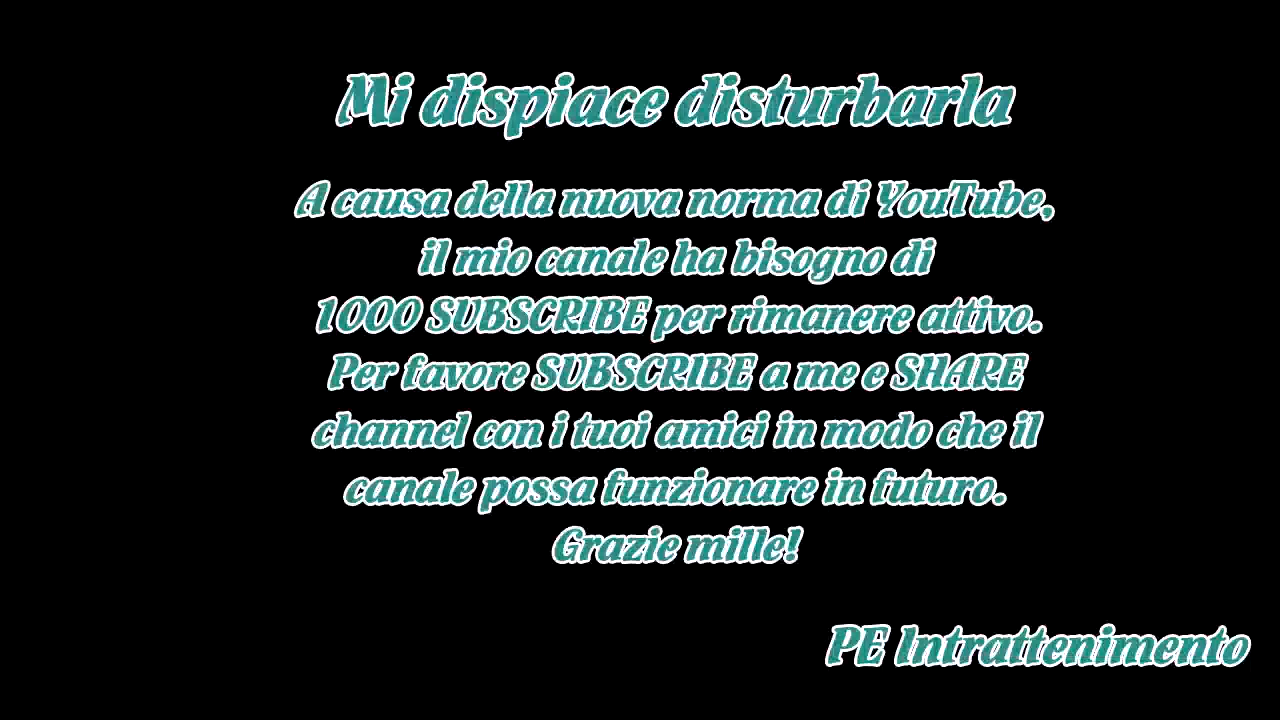 Mi dispiace disturbarla
A causa della nuova norma di YouTube,
il mio canale ha bisogno di
1000 SUBSCRIBE per rimanere attivo.
Per favore SUBSCRIBE a me e SHARE
channel con i tuoi amici in modo che il
canale possa funzionare in futuro.
Grazie mille!
PE Intrattenimento